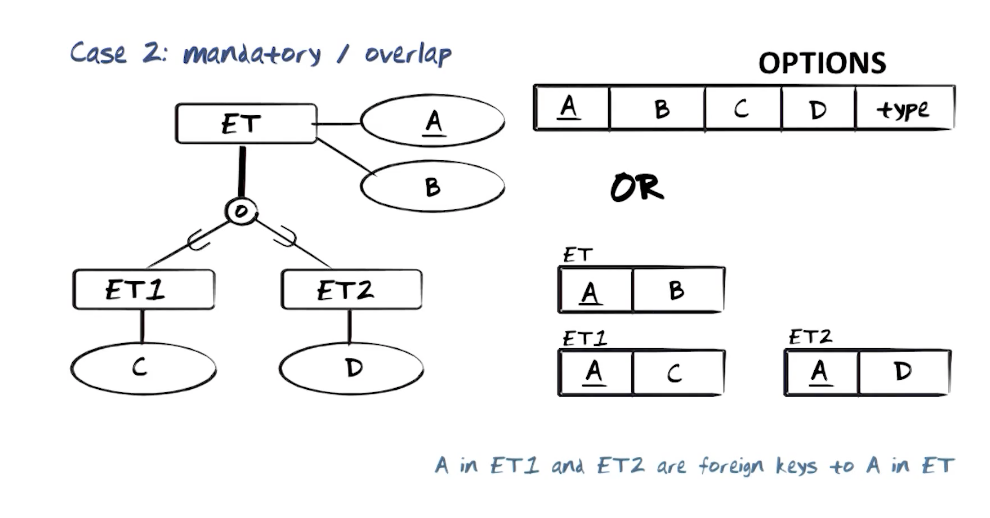 Case 2: mandatory / overlap
OPTIONS
ET
A
B
O
ET1
ET2
C
D
A B C D type
OR
ET
A B
ET1
A C
ET2
A D
A in ET1 and ET2 are foreign keys to A in ET